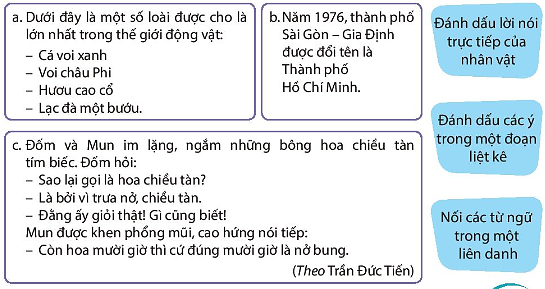 a. Dưới đây là một số loài được cho là
lớn nhất trong thế giới động vật:
– Cá voi xanh
– Voi châu Phi
– Hươu cao cổ
– Lạc đà một bướu.
b. Năm 1976, thành phố
Sài Gòn – Gia Định
được đổi tên là
Thành phố
Hồ Chí Minh.
c. Đốm và Mun im lặng, ngắm những bông hoa chiều tàn
tím biếc. Đốm hỏi:
– Sao lại gọi là hoa chiều tàn?
– Là bởi vì trưa nở, chiều tàn.
– Đằng ấy giỏi thật! Gì cũng biết!
Mun được khen phổng mũi, cao hứng nói tiếp:
– Còn hoa mười giờ thì cứ đúng mười giờ là nở bung.
(Theo Trần Đức Tiến)
Đánh dấu lời nói
trực tiếp của
nhân vật
Đánh dấu các ý
trong một đoạn
liệt kê
Nối các từ ngữ
trong một
liên danh